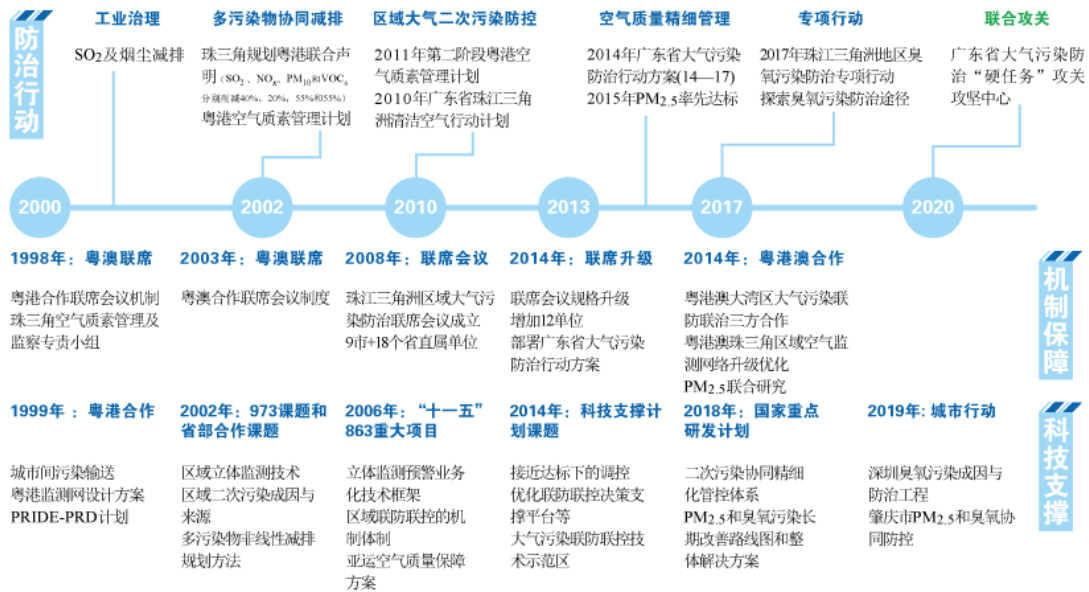 防治行动
工业治理
SO2及烟尘减排
多污染物协同减排
珠三角规划粤港联合声
明(SO2、NOx、PM10和VOCs
分别削减40%，20%，55%和55%)
粤港空气质素管理计划
区域大气二次污染防控
2011年第二阶段粤港空
气质素管理计划
2010年广东省珠江三角
洲清洁空气行动计划
空气质量精细管理
2014年广东省大气污染
防治行动方案(14—17)
2015年PM2.5率先达标
专项行动
2017年珠江三角洲地区臭
氧污染防治专项行动
探索臭氧污染防治途径
联合攻关
广东省大气污染防
治“硬任务”攻关
攻坚中心
2000
2002
2010
2013
2017
2020
机制保障
1998年：粤澳联席
粤港合作联席会议机制
珠三角空气质素管理及
监察专责小组
2003年：粤澳联席
粤澳合作联席会议制度
2008年：联席会议
珠江三角洲区域大气污
染防治联席会议成立
9市+18个省直属单位
2014年：联席升级
联席会议规格升级
增加12单位
部署广东省大气污染
防治行动方案
2014年：粤港澳合作
粤港澳大湾区大气污染联
防联治三方合作
粤港澳珠三角区域空气监
测网络升级优化
PM2.5联合研究
科技支撑
1999年 ：粤港合作
城市间污染输送
粤港监测网设计方案
PRIDE-PRD计划
2002年：973课题和
省部合作课题
区域立体监测技术
区域二次污染成因与
来源
多污染物非线性减排
规划方法
2006年：“十一五”
863重大项目
立体监测预警业务
化技术框架
区域联防联控的机
制体制
亚运空气质量保障
方案
2014年：科技支撑计
划课题
接近达标下的调控
优化联防联控决策支
撑平台等
大气污染联防联控技
术示范区
2018年：国家重点
研发计划
二次污染协同精细
化管控体系
PM2.5和臭氧污染长
期改善路线图和整
体解决方案
2019年: 城市行动
深圳臭氧污染成因与
防治工程
肇庆市PM2.5和臭氧协
同防控